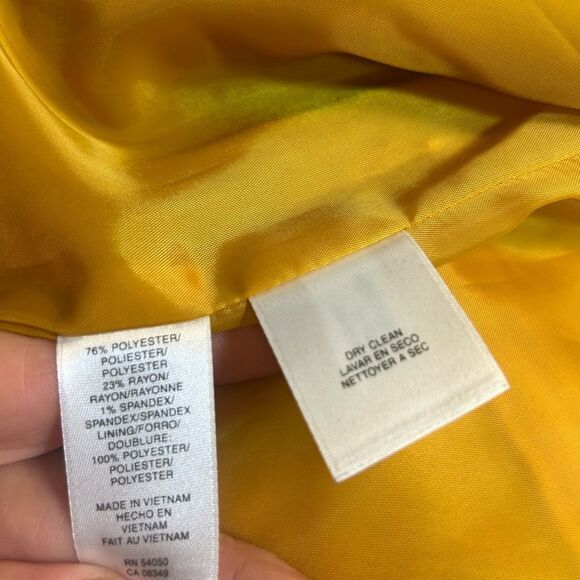 76% POLYESTER/
POLIESTER/
POLYESTER
23% RAYON/
RAYON/RAYONNE
1% SPANDEX/
SPANDEX/SPANDEX
LINING/FORRO/
DOUBLURE:
100% POLYESTER/
POLIESTER/
POLYESTER
MADE IN VIETNAM
HECHO EN
VIETNAM
FAIT AU VIETNAM
RN 54050
CA 08349
DRY CLEAN
LAVAR EN SECO
NETTOYER A SEC